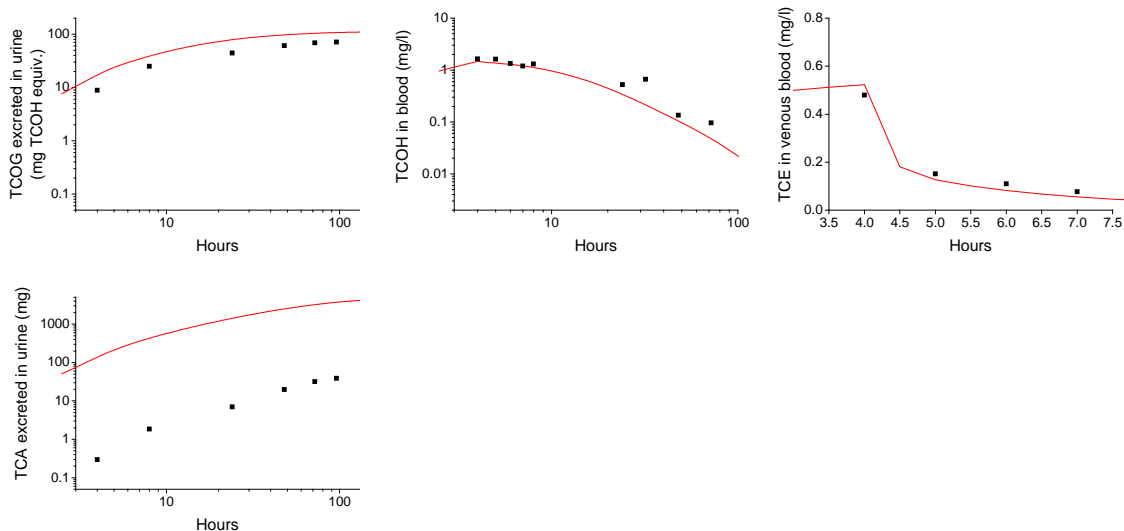 TCOG excreted in urine
(mg TCOH equiv.)
100
10
1
0.1
10
100
Hours
TCOH in blood (mg/l)
10
1
0.1
0.01
10
100
Hours
TCE in venous blood (mg/l)
0.8
0.6
0.4
0.2
0.0
3.5 4.0 4.5 5.0 5.5 6.0 6.5 7.0 7.5
Hours
TCA excreted in urine (mg)
1000
100
10
1
0.1
10
100
Hours